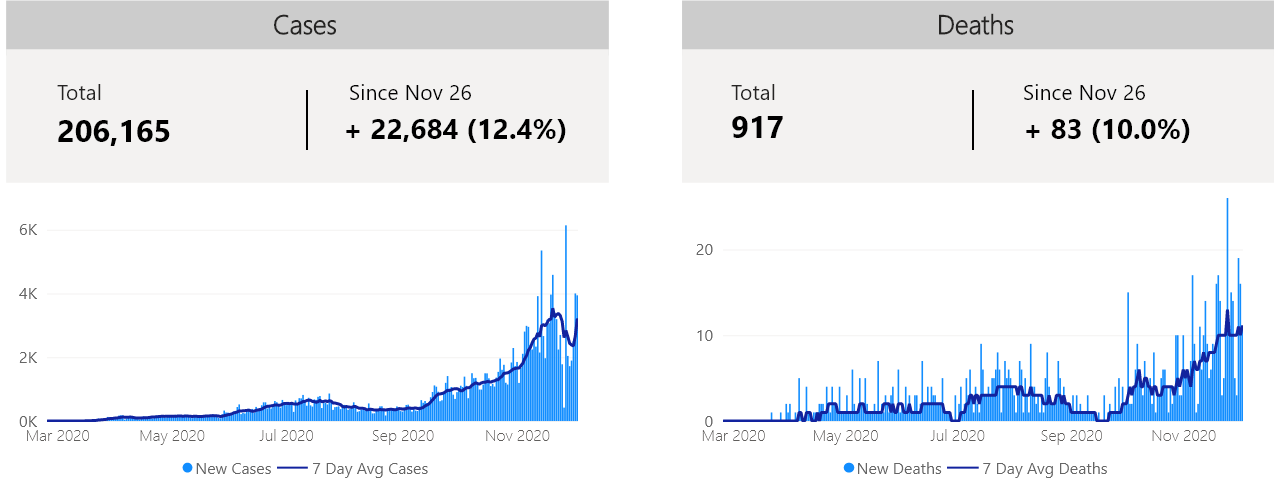 Cases
Total
Since Nov 26
206,165
+ 22,684 (12.4%)
6K
4K
2K
0K
Mar 2020 May 2020 Jul 2020 Sep 2020 Nov 2020
New Cases 7 Day Avg Cases
Deaths
Total
Since Nov 26
917
+ 83 (10.0%)
20
10
0
Mar 2020 May 2020 Jul 2020 Sep 2020 Nov 2020
New Deaths 7 Day Avg Deaths